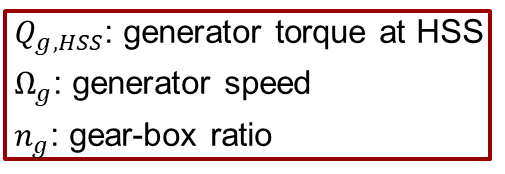 Q_{g,HSS}: generator torque at HSS
Ω_g: generator speed
n_g: gear-box ratio